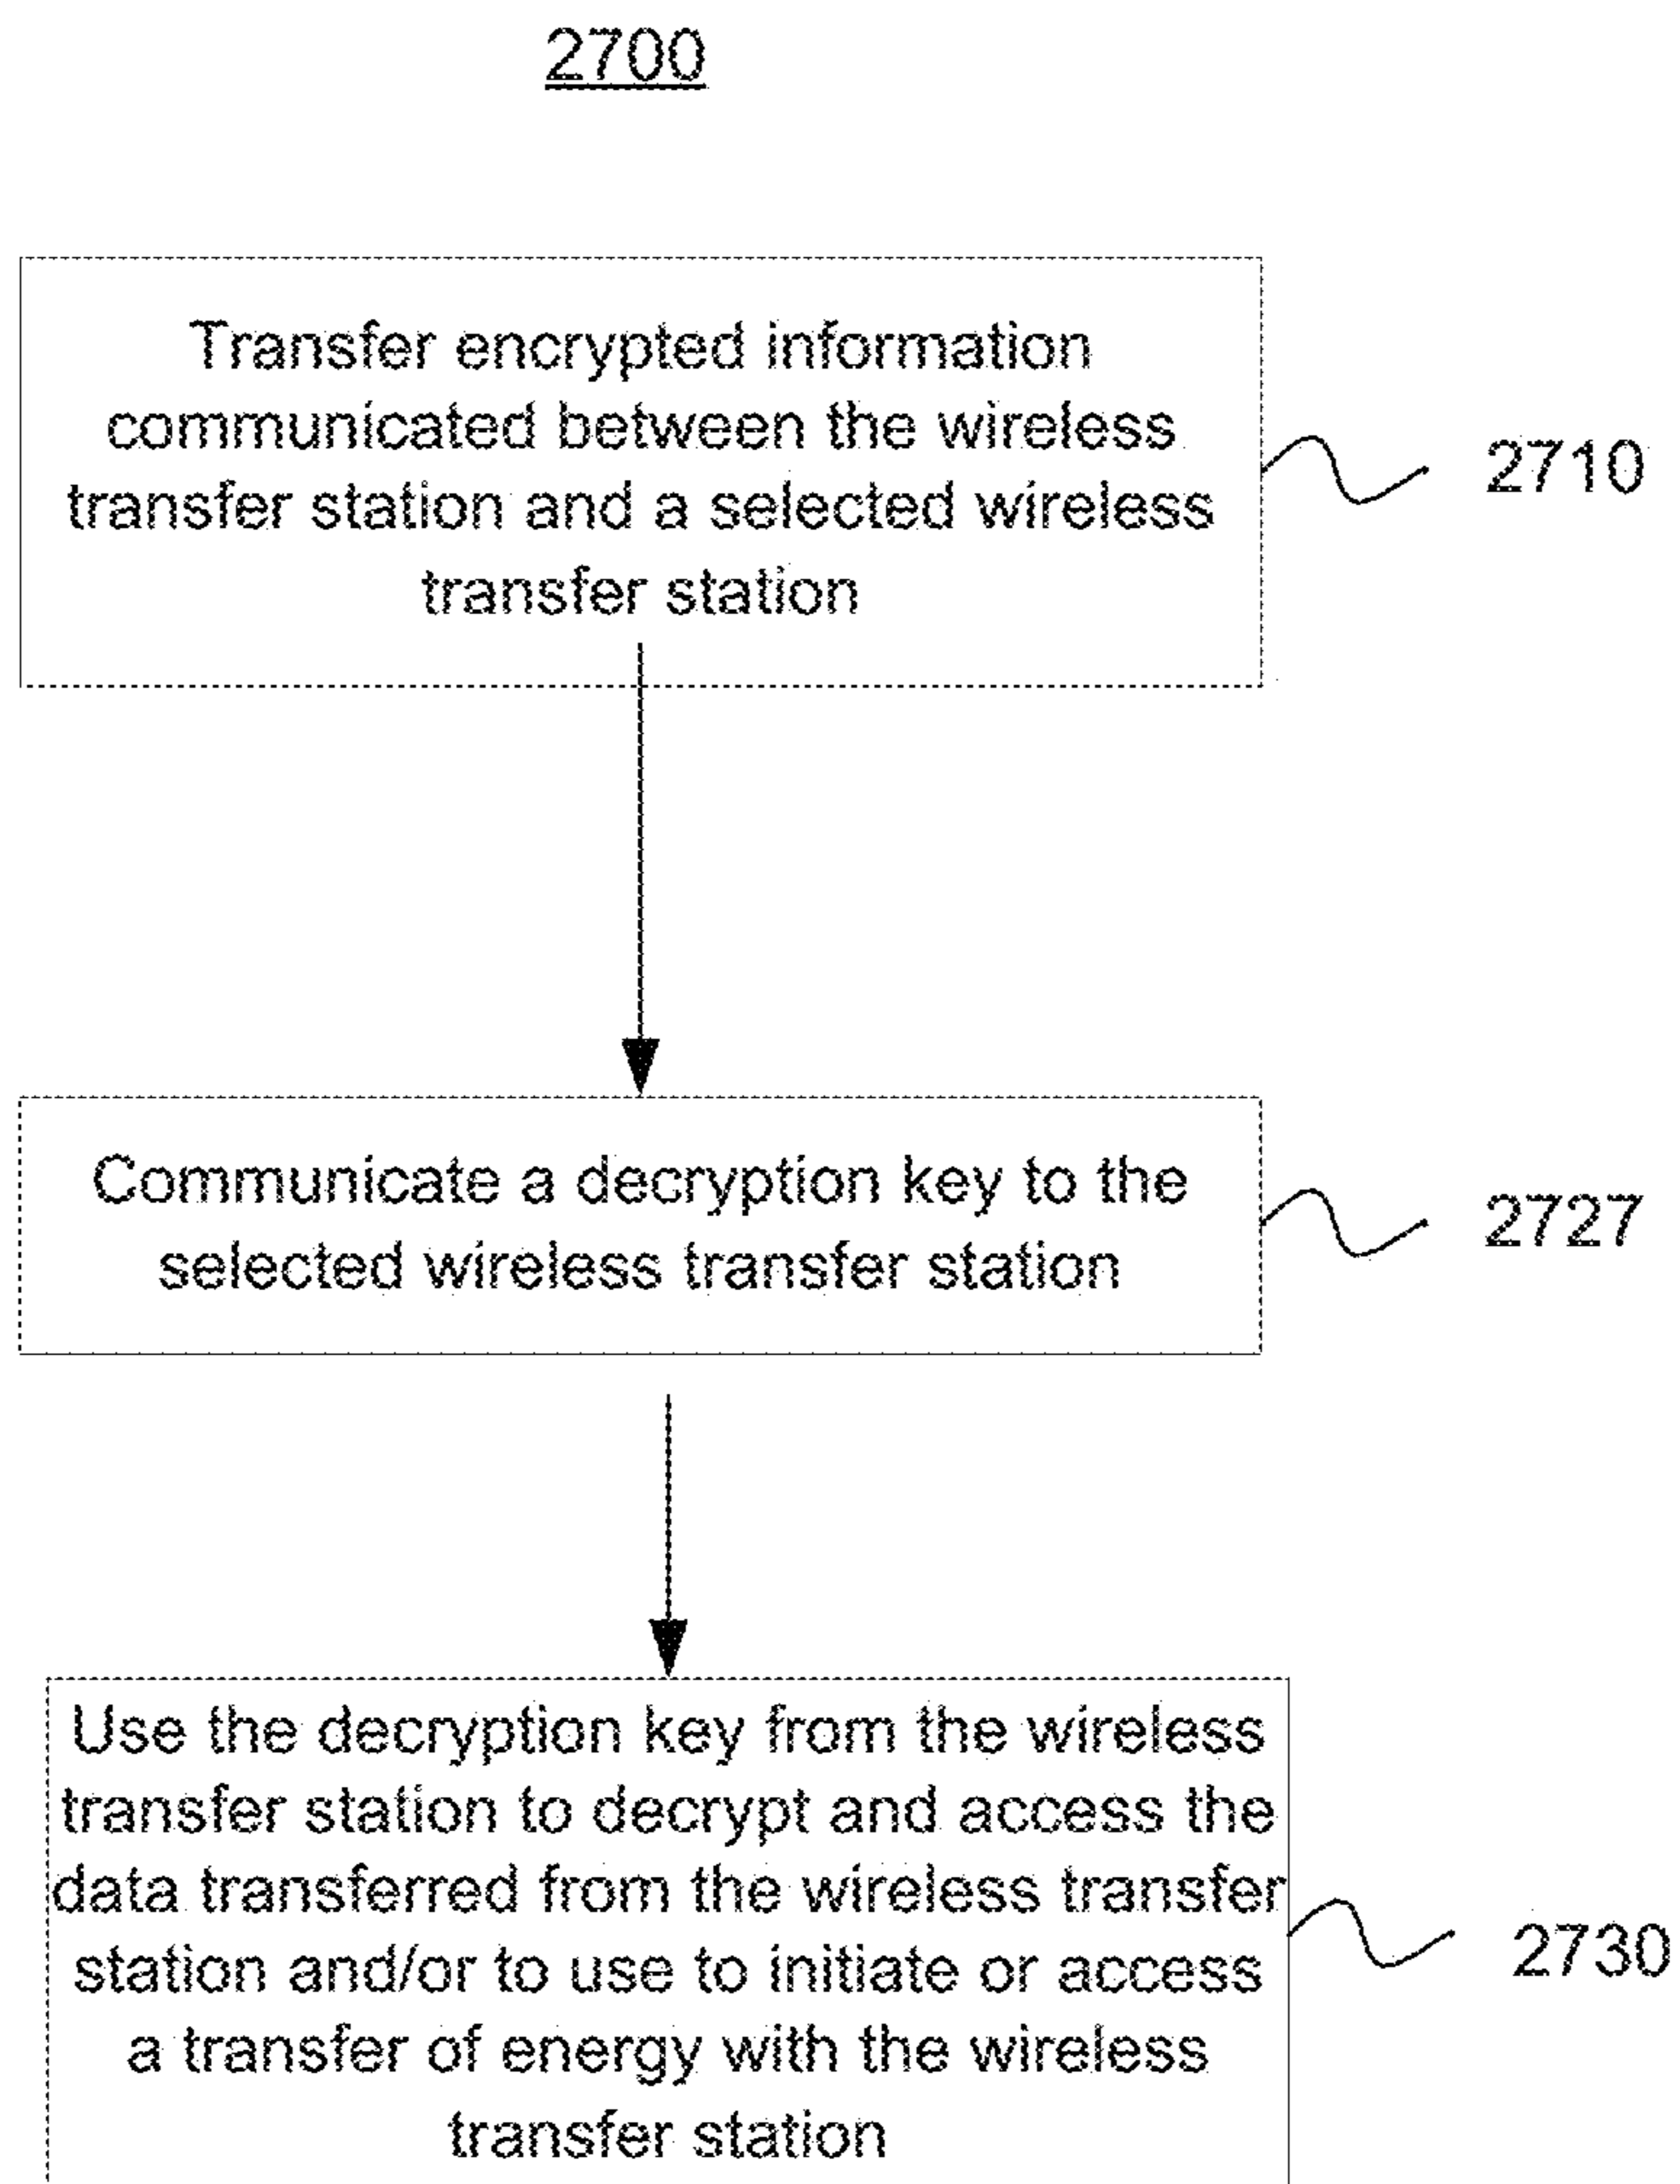 2700
Transfer encrypted information
communicated between the wireless
transfer station and a selected wireless
transfer station
2710
Communicate a decryption key to the
selected wireless transfer station
2727
Use the decryption key from the wireless
transfer station to decrypt and access the
data transferred from the wireless transfer
station and/or to use to initiate or access
a transfer of energy with the wireless
transfer station
2730